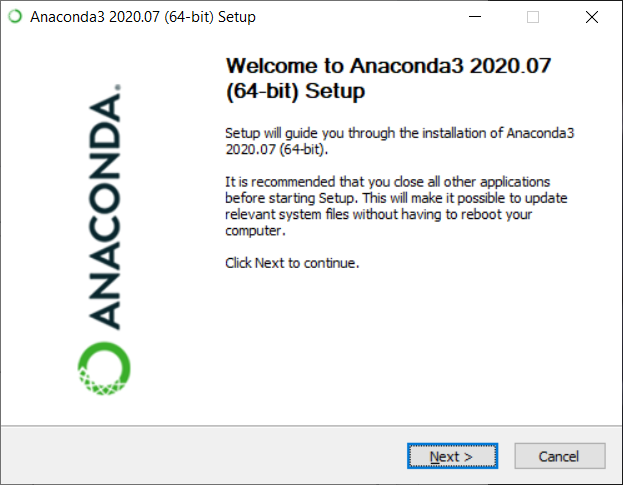 Anaconda3 2020.07 (64-bit) Setup
Welcome to Anaconda3 2020.07
(64-bit) Setup
Setup will guide you through the installation of Anaconda3
2020.07 (64-bit).
It is recommended that you close all other applications
before starting Setup. This will make it possible to update
relevant system files without having to reboot your
computer.
Click Next to continue.
ANACONDA.
Next >
Cancel